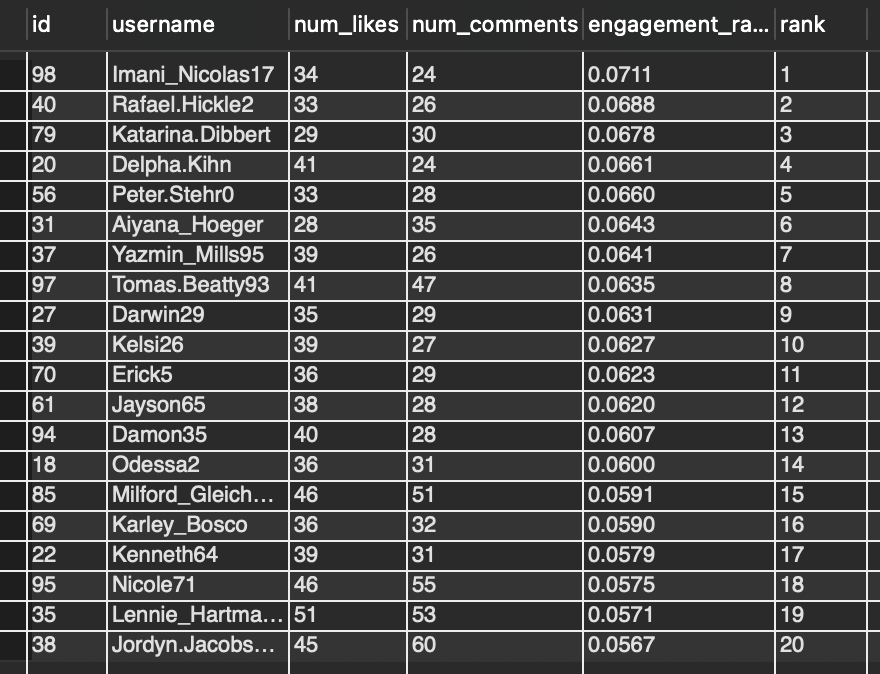 id username num_likes num_comments engagement_ra... rank
98 Imani_Nicolas17 34 24 0.0711 1
40 Rafael.Hickle2 33 26 0.0688 2
79 Katarina.Dibbert 29 30 0.0678 3
20 Delpha.Kihn 41 24 0.0661 4
56 Peter.Stehr0 33 28 0.0660 5
31 Aiyana_Hoeger 28 35 0.0643 6
37 Yazmin_Mills95 39 26 0.0641 7
97 Tomas.Beatty93 41 47 0.0635 8
27 Darwin29 35 29 0.0631 9
39 Kelsi26 39 27 0.0627 10
70 Erick5 36 29 0.0623 11
61 Jayson65 38 28 0.0620 12
94 Damon35 40 28 0.0607 13
18 Odessa2 36 31 0.0600 14
85 Milford_Gleich... 46 51 0.0591 15
69 Karley_Bosco 36 32 0.0590 16
22 Kenneth64 39 31 0.0579 17
95 Nicole71 46 55 0.0575 18
35 Lennie_Hartma... 51 53 0.0571 19
38 Jordyn.Jacobs... 45 60 0.0567 20